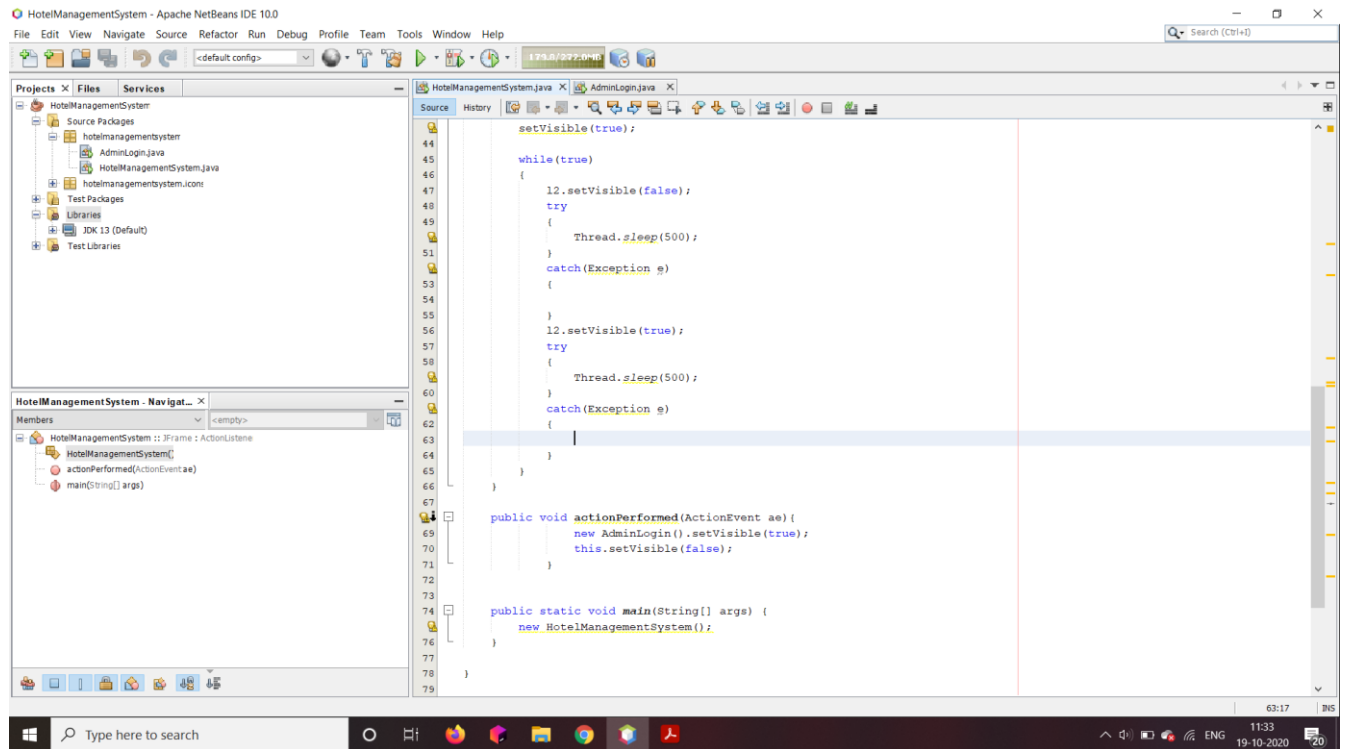 HotelManagementSystem - Apache NetBeans IDE 10.0
File Edit View Navigate Source Refactor Run Debug Profile Team Tools Window Help
Search (Ctrl+I)
<default config>
Projects Files Services
HotelManagementSystem.java AdminLogin.java
HotelManagementSystem
Source History
Source Packages
hotelmanagementsystem
AdminLogin.java
HotelManagementSystem.java
hotelmanagementsystem.icons
Test Packages
Libraries
JDK 13 (Default)
Test Libraries
HotelManagementSystem - Navigat...
Members <empty>
HotelManagementSystem :: JFrame : ActionListene
HotelManagementSystem()
actionPerformed(ActionEvent ae)
main(String[] args)
setVisible(true);
44
45 while(true)
46 {
47 l2.setVisible(false);
48 try
49 {
Thread.sleep(500);
51 }
catch(Exception e)
53 {
54
55 }
56 l2.setVisible(true);
57 try
58 {
Thread.sleep(500);
60 }
catch(Exception e)
62 {
63
64 }
65 }
66 }
67
public void actionPerformed(ActionEvent ae){
69 new AdminLogin().setVisible(true);
70 this.setVisible(false);
71 }
72
73
74 public static void main(String[] args) {
new HotelManagementSystem();
76 }
77
78 }
79
63:17 INS
Type here to search
ENG
11:33
19-10-2020
20